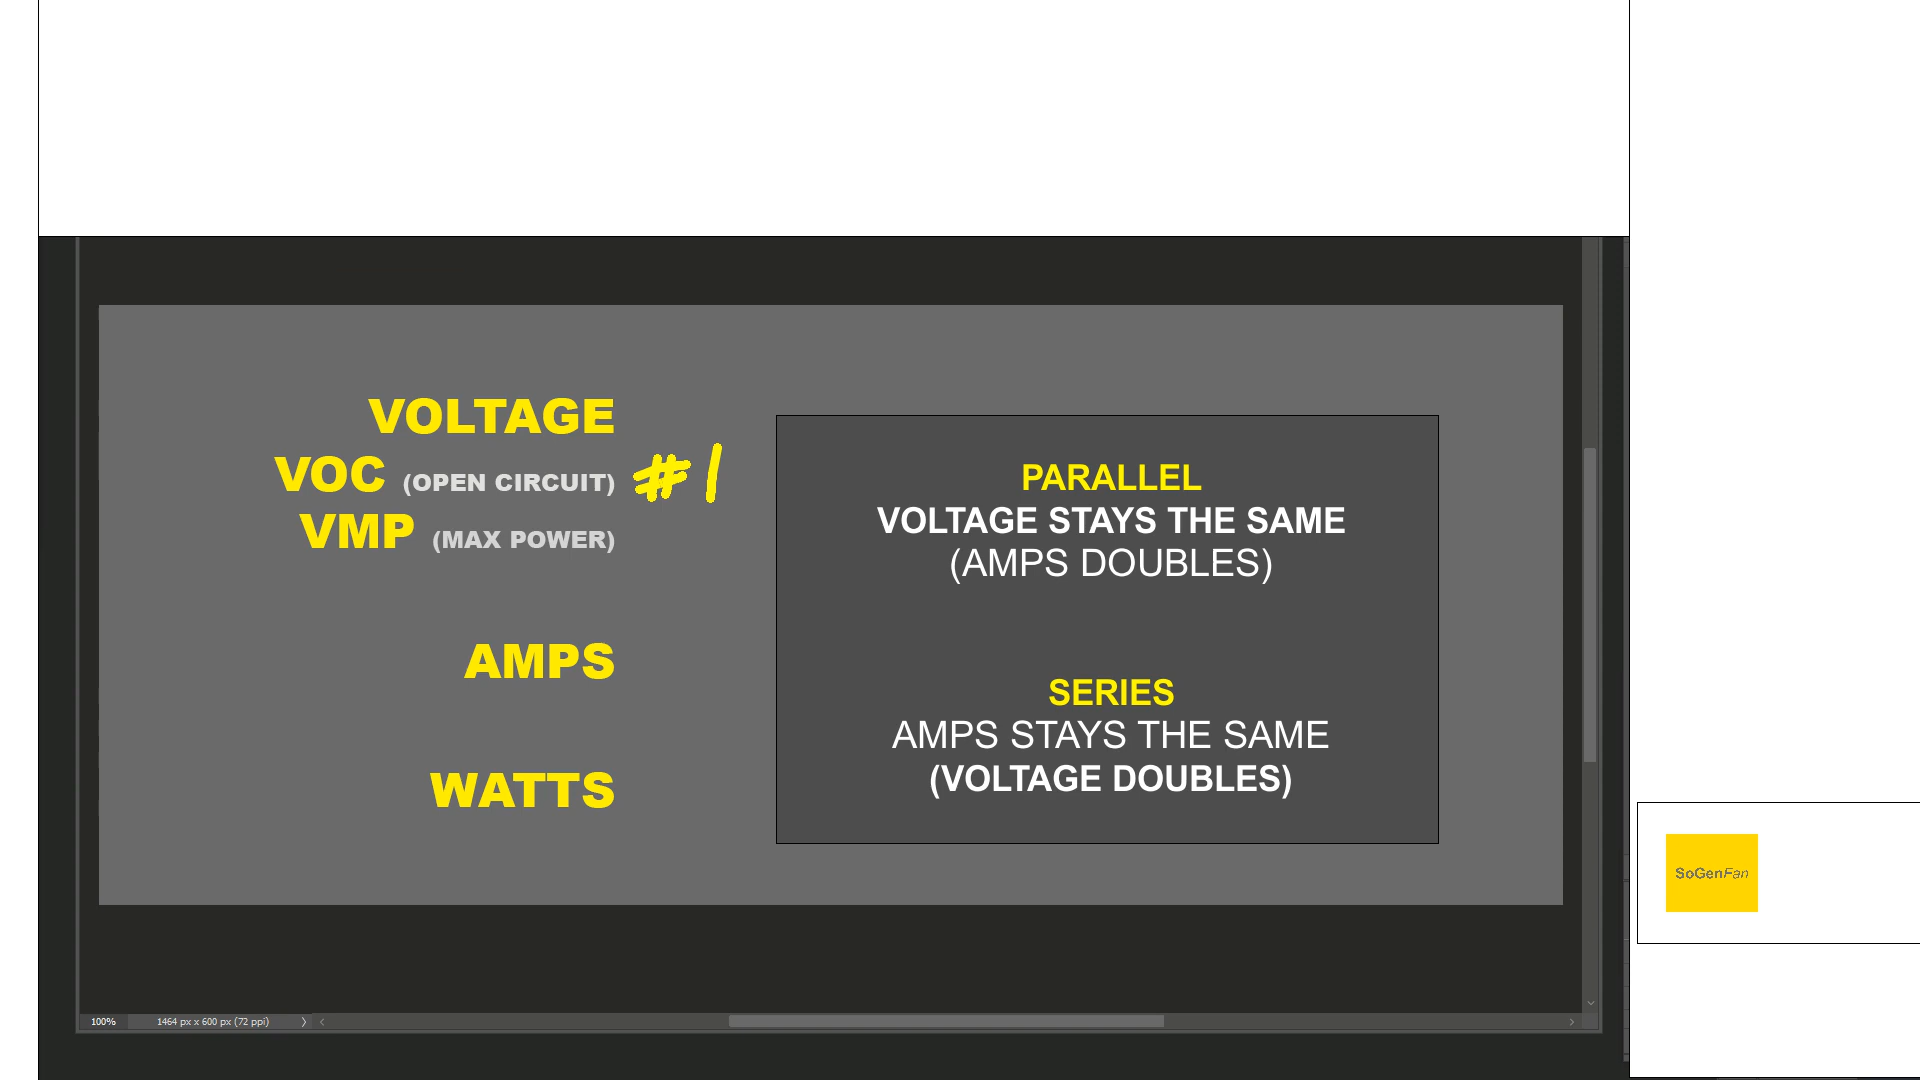 VOLTAGE
VOC (OPEN CIRCUIT) #1
VMP (MAX POWER)
AMPS
WATTS
PARALLEL
VOLTAGE STAYS THE SAME
(AMPS DOUBLES)
SERIES
AMPS STAYS THE SAME
(VOLTAGE DOUBLES)
SoGenFan
100%
1464 px x 600 px (72 ppi)